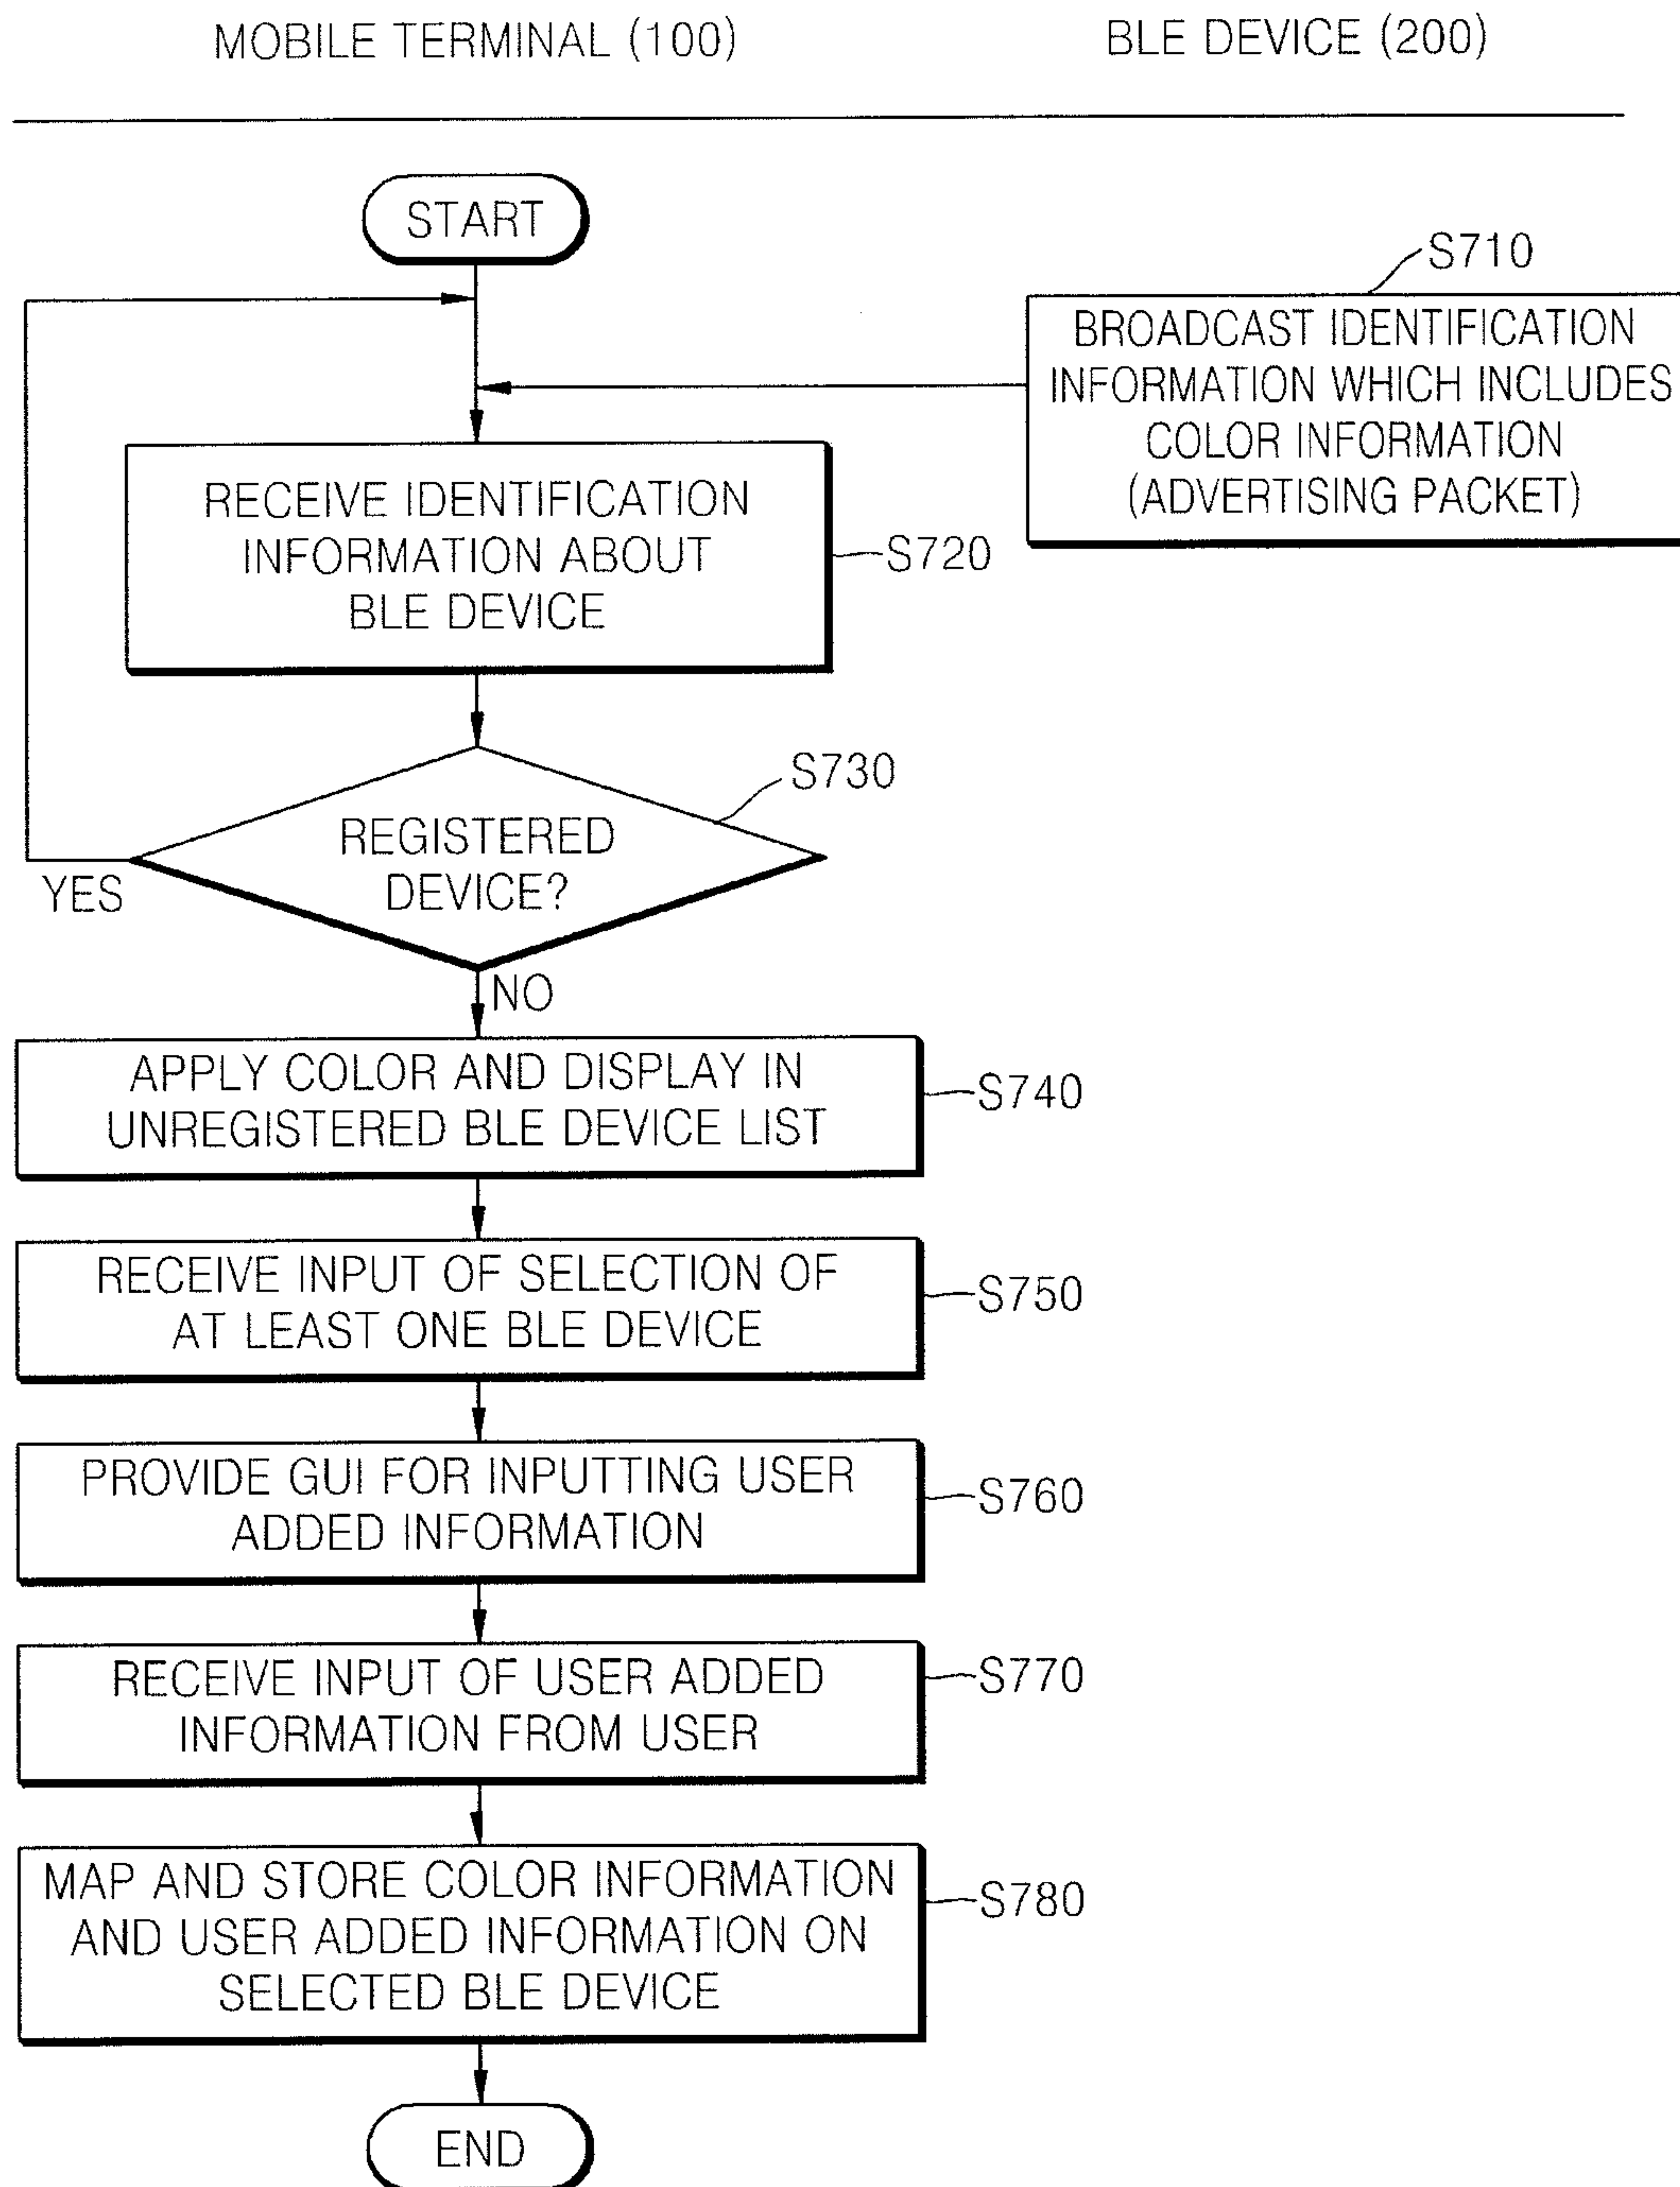 MOBILE TERMINAL (100)
BLE DEVICE (200)
START
S710
BROADCAST IDENTIFICATION
INFORMATION WHICH INCLUDES
COLOR INFORMATION
(ADVERTISING PACKET)
RECEIVE IDENTIFICATION
INFORMATION ABOUT
BLE DEVICE
S720
S730
REGISTERED
DEVICE?
YES
NO
APPLY COLOR AND DISPLAY IN
UNREGISTERED BLE DEVICE LIST
S740
RECEIVE INPUT OF SELECTION OF
AT LEAST ONE BLE DEVICE
S750
PROVIDE GUI FOR INPUTTING USER
ADDED INFORMATION
S760
RECEIVE INPUT OF USER ADDED
INFORMATION FROM USER
S770
MAP AND STORE COLOR INFORMATION
AND USER ADDED INFORMATION ON
SELECTED BLE DEVICE
S780
END